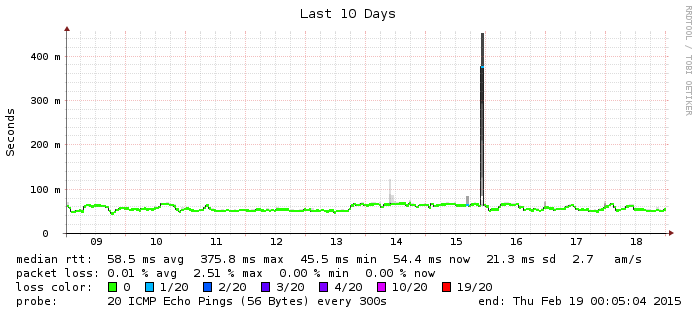 Last 10 Days
RRDTOOL / TOBI OETIKER
Seconds
400 m
300 m
200 m
100 m
0
09 10 11 12 13 14 15 16 17 18
median rtt: 58.5 ms avg 375.8 ms max 45.5 ms min 54.4 ms now 21.3 ms sd 2.7 am/s
packet loss: 0.01 % avg 2.51 % max 0.00 % min 0.00 % now
loss color: 0 1/20 2/20 3/20 4/20 10/20 19/20
probe: 20 ICMP Echo Pings (56 Bytes) every 300s end: Thu Feb 19 00:05:04 2015